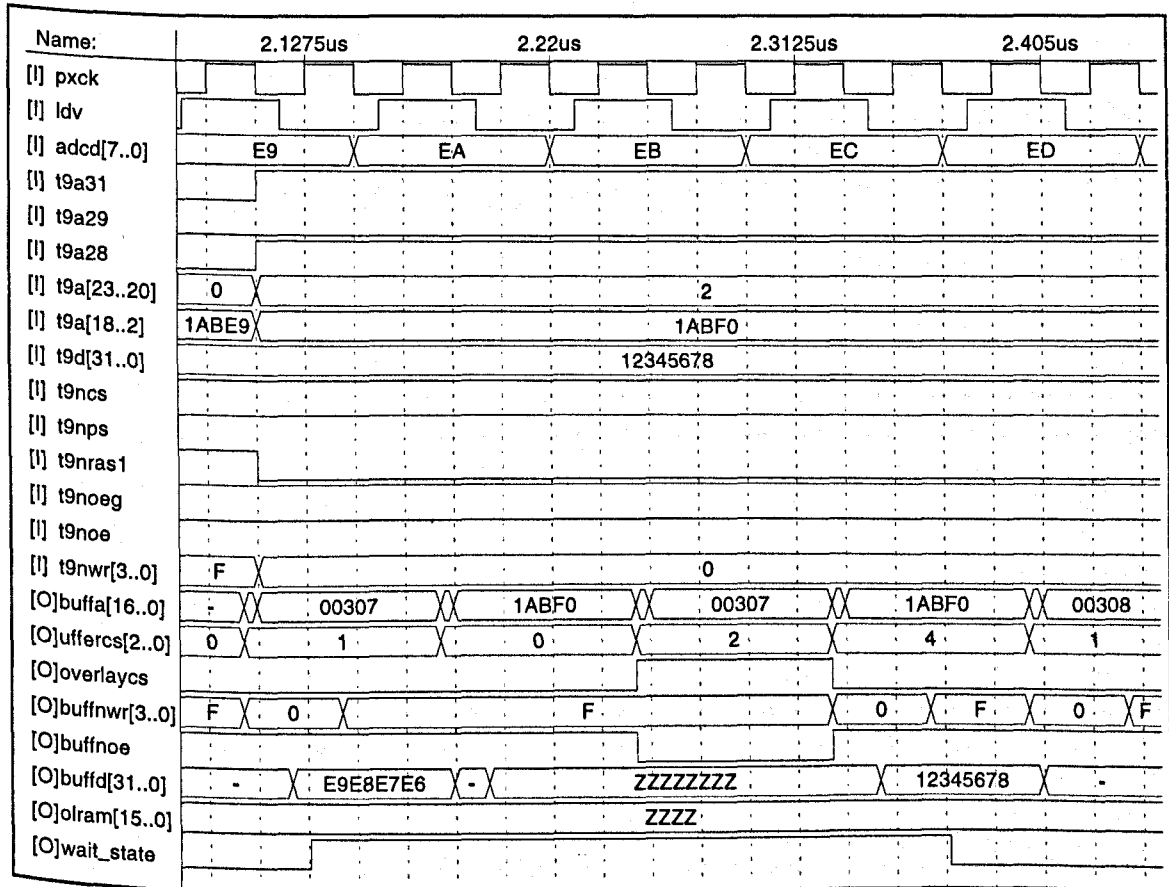 Name: 2.1275us 2.22us 2.3125us 2.405us
[I] pxck
[I] ldv
[I] adcd[7..0] E9 EA EB EC ED
[I] t9a31
[I] t9a29
[I] t9a28
[I] t9a[23..20] 0 2
[I] t9a[18..2] 1ABE9 1ABF0
[I] t9d[31..0] 12345678
[I] t9ncs
[I] t9nps
[I] t9nras1
[I] t9noeg
[I] t9noe
[I] t9nwr[3..0] F 0
[O]buffa[16..0] - 00307 1ABF0 00307 1ABF0 00308
[O]uffercs[2..0] 0 1 0 2 4 1
[O]overlaycs
[O]buffnwr[3..0] F 0 F 0 F 0 F
[O]buffnoe
[O]buffd[31..0] - E9E8E7E6 - ZZZZZZZZ 12345678 -
[O]olram[15..0] ZZZZ
[O]wait_state